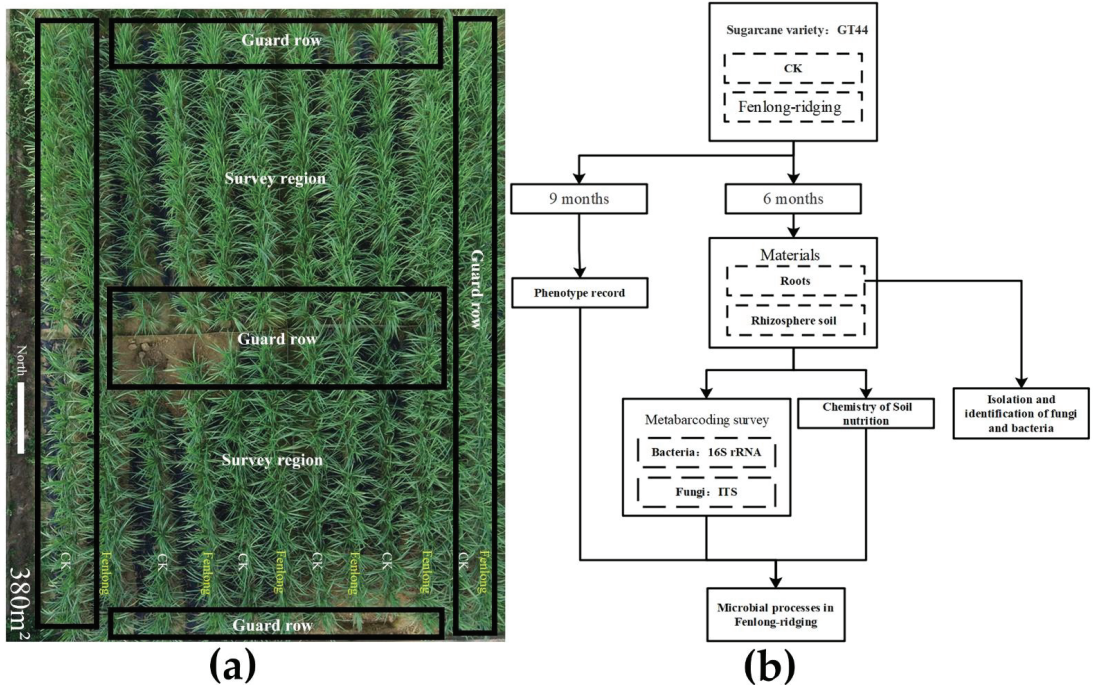 Guard row
Survey region
Guard row
Guard row
Survey region
North
380m²
CK
Fenlong
CK
Fenlong
CK
Fenlong
CK
Fenlong
CK
Fenlong
CK
Fenlong
Guard row
(a)
Sugarcane variety：GT44
CK
Fenlong-ridging
9 months
6 months
Phenotype record
Materials
Roots
Rhizosphere soil
Metabarcoding survey
Bacteria：16S rRNA
Fungi：ITS
Chemistry of Soil
nutrition
Isolation and
identification of fungi
and bacteria
Microbial processes in
Fenlong-ridging
(b)